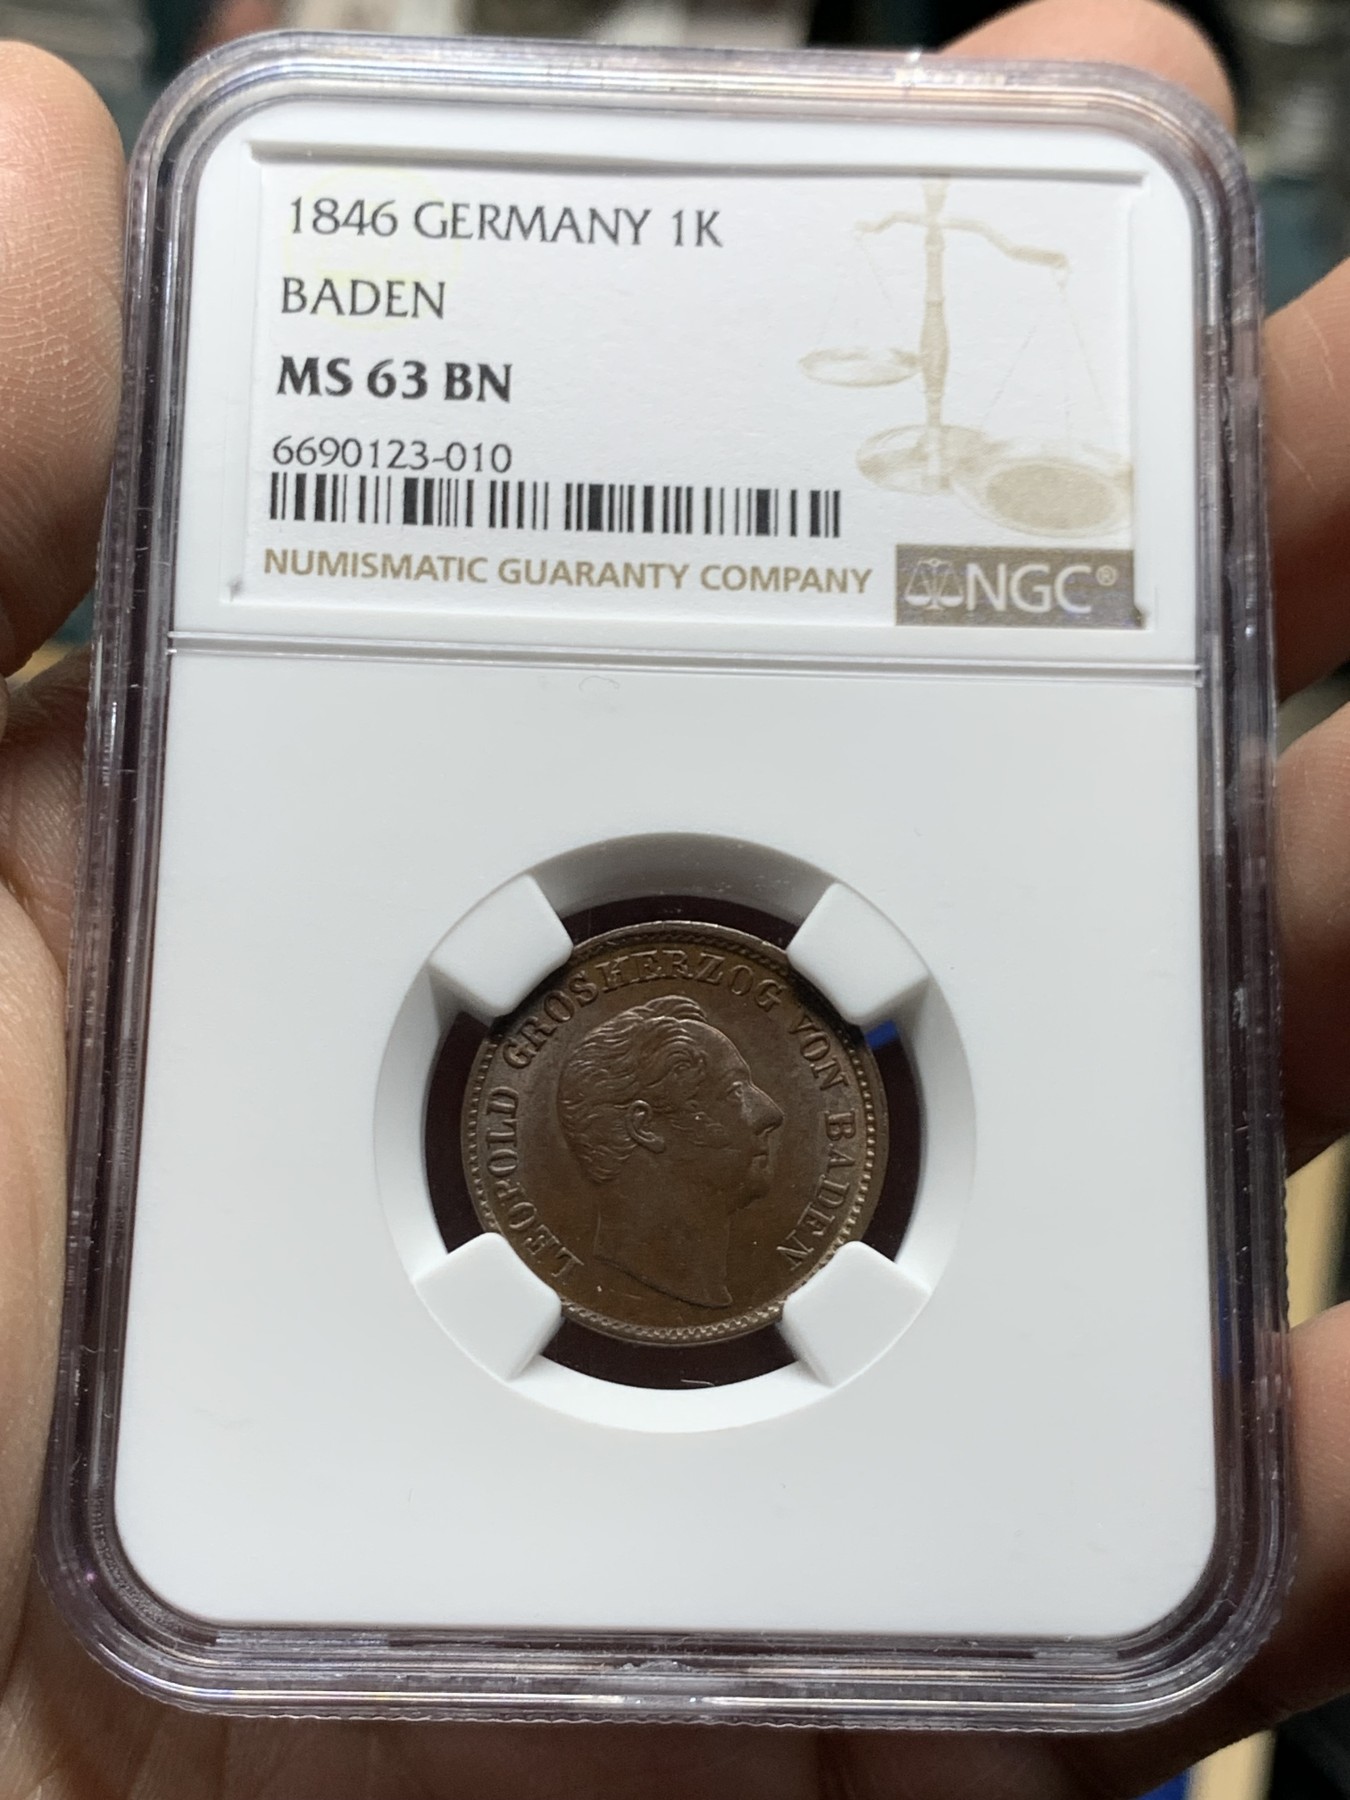 1846 GERMANY 1K
BADEN
MS 63 BN
6690123-010
NUMISMATIC GUARANTY COMPANY
NGC®
LEOPOLD GROSHERZOG VON BADEN